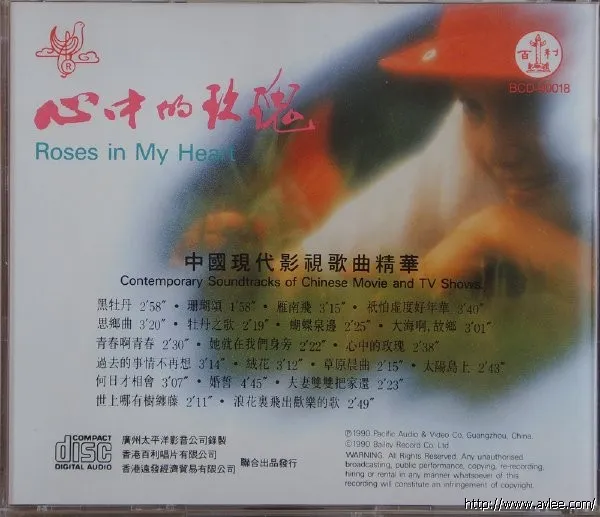 R
百利
BCD-90018
心中的玫瑰
Roses in My Heart
中國現代影視歌曲精華
Contemporary Soundtracks of Chinese Movie and TV Shows.
黑牡丹 2'58" • 珊瑚頌 1'58" • 雁南飛 3'15" • 祇怕虛度好年華 3'40"
思鄉曲 3'20" • 牡丹之歌 2'19" • 蝴蝶泉邊 2'25" • 大海啊,故鄉 3'01"
青春啊青春 2'30" • 她就在我們身旁 2'22" • 心中的玫瑰 2'38"
過去的事情不再想 3'14" • 絨花 3'12" • 草原晨曲 2'15" • 太陽島上 2'43"
何日才相會 3'07" • 婚誓 4'45" • 夫妻雙雙把家還 2'23"
世上哪有樹纏藤 2'11" • 浪花裏飛出歡樂的歌 2'49"
COMPACT
disc
DIGITAL AUDIO
廣州太平洋影音公司錄製
香港百利唱片有限公司
香港遠發經濟貿易有限公司
聯合出品發行
℗1990 Pacific Audio & Video Co. Guangzhou, China.
©1990 Bailey Record Co. Ltd.
WARNING. All Rights Reserved. Any unauthorised
broadcasting, public performance, copying, re-recording,
hiring or rental in any manner whatsoever of this
recording will constitute an infringement of copyright.
http://www.avlee.com